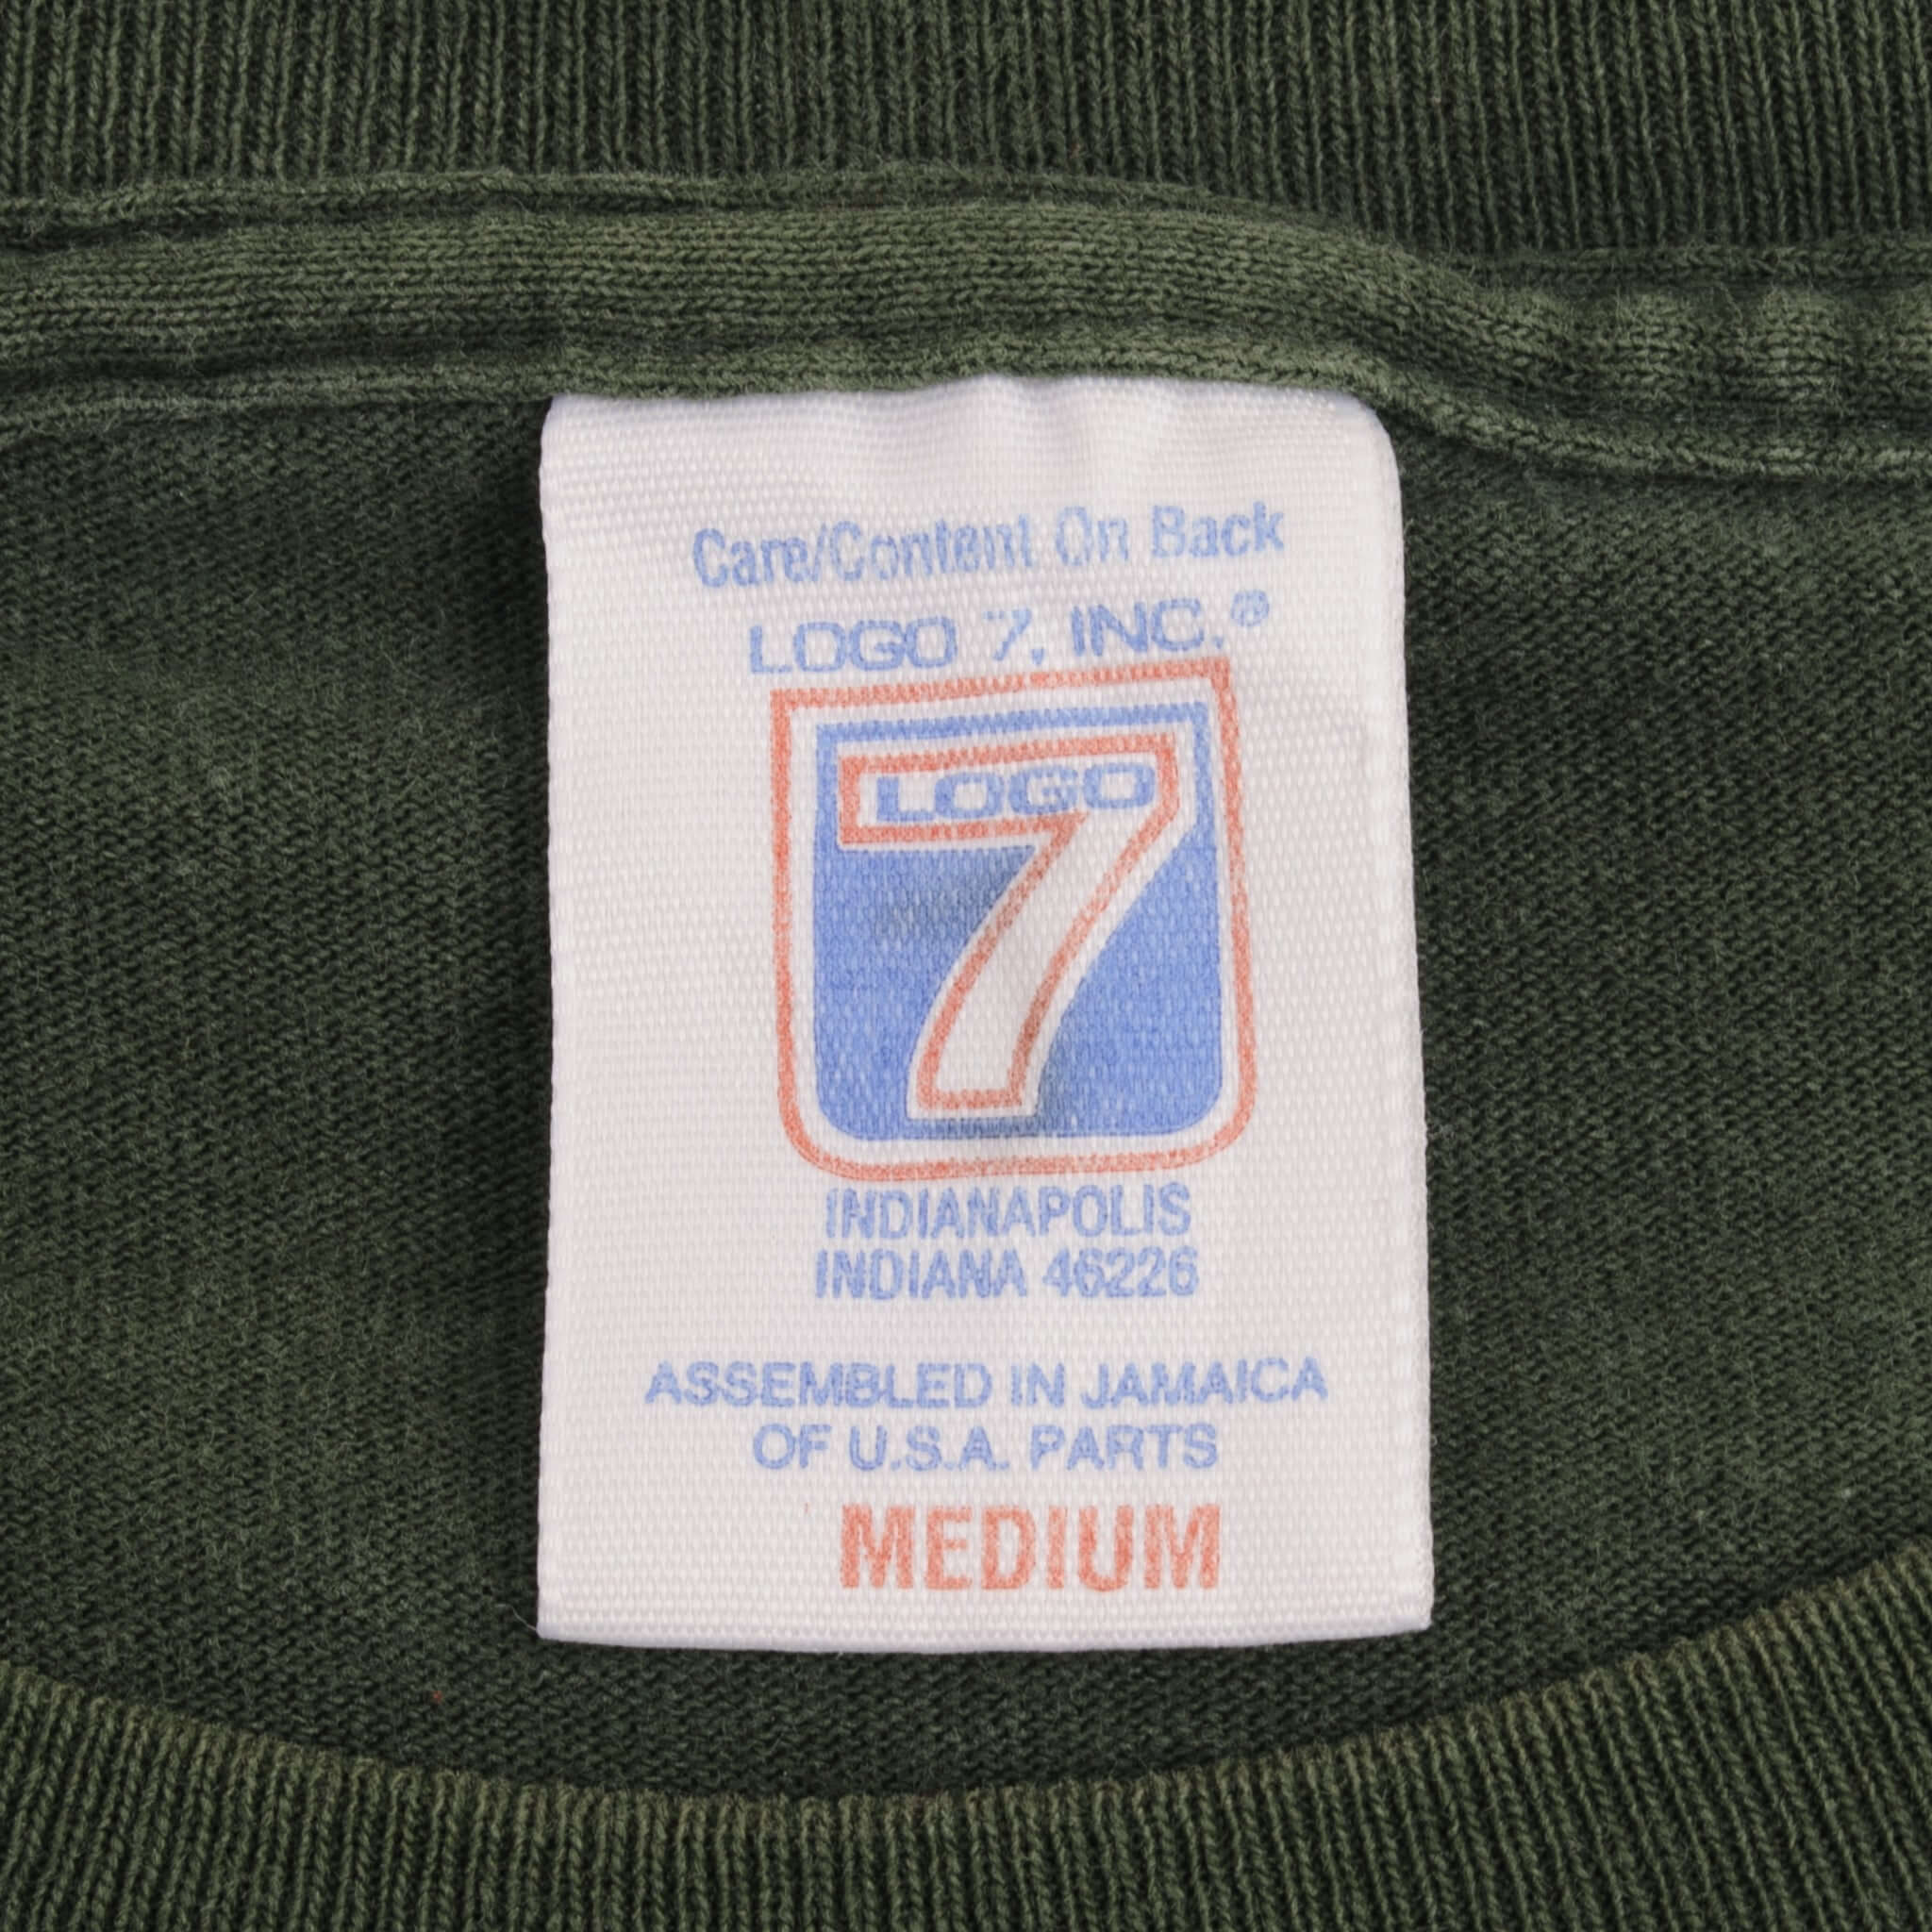 Care/Content On Back
LOGO 7, INC.®
LOGO
7
INDIANAPOLIS
INDIANA 46226
ASSEMBLED IN JAMAICA
OF U.S.A. PARTS
MEDIUM